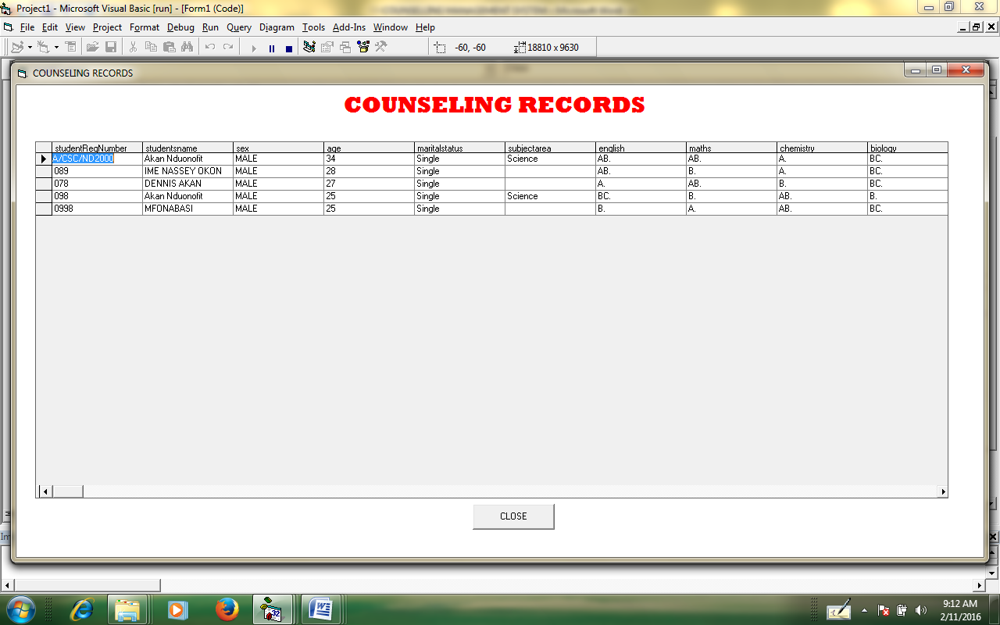 Project1 - Microsoft Visual Basic [run] - [Form1 (Code)]
File Edit View Project Format Debug Run Query Diagram Tools Add-Ins Window Help
-60, -60 18810 x 9630
COUNSELING RECORDS
COUNSELING RECORDS
studentRegNumber studentsname sex age maritalstatus subjectarea english maths chemistry biology
A/CSC/ND2000 Akan Nduonofit MALE 34 Single Science AB. AB. A. BC.
089 IME NASSEY OKON MALE 28 Single AB. B. A. BC.
078 DENNIS AKAN MALE 27 Single A. AB. B. BC.
098 Akan Nduonofit MALE 25 Single Science BC. B. AB. B.
0998 MFONABASI MALE 25 Single B. A. AB. BC.
CLOSE
Im
9:12 AM
2/11/2016